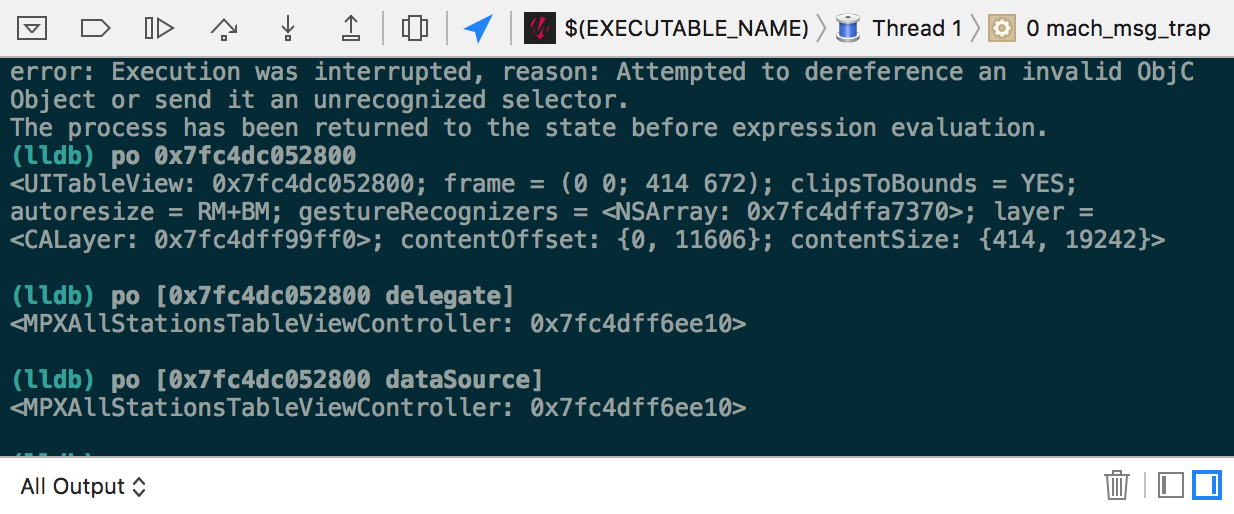 $(EXECUTABLE_NAME) Thread 1 0 mach_msg_trap
error: Execution was interrupted, reason: Attempted to dereference an invalid ObjC
Object or send it an unrecognized selector.
The process has been returned to the state before expression evaluation.
(lldb) po 0x7fc4dc052800
<UITableView: 0x7fc4dc052800; frame = (0 0; 414 672); clipsToBounds = YES;
autoresize = RM+BM; gestureRecognizers = <NSArray: 0x7fc4dffa7370>; layer =
<CALayer: 0x7fc4dff99ff0>; contentOffset: {0, 11606}; contentSize: {414, 19242}>
(lldb) po [0x7fc4dc052800 delegate]
<MPXAllStationsTableViewController: 0x7fc4dff6ee10>
(lldb) po [0x7fc4dc052800 dataSource]
<MPXAllStationsTableViewController: 0x7fc4dff6ee10>
All Output